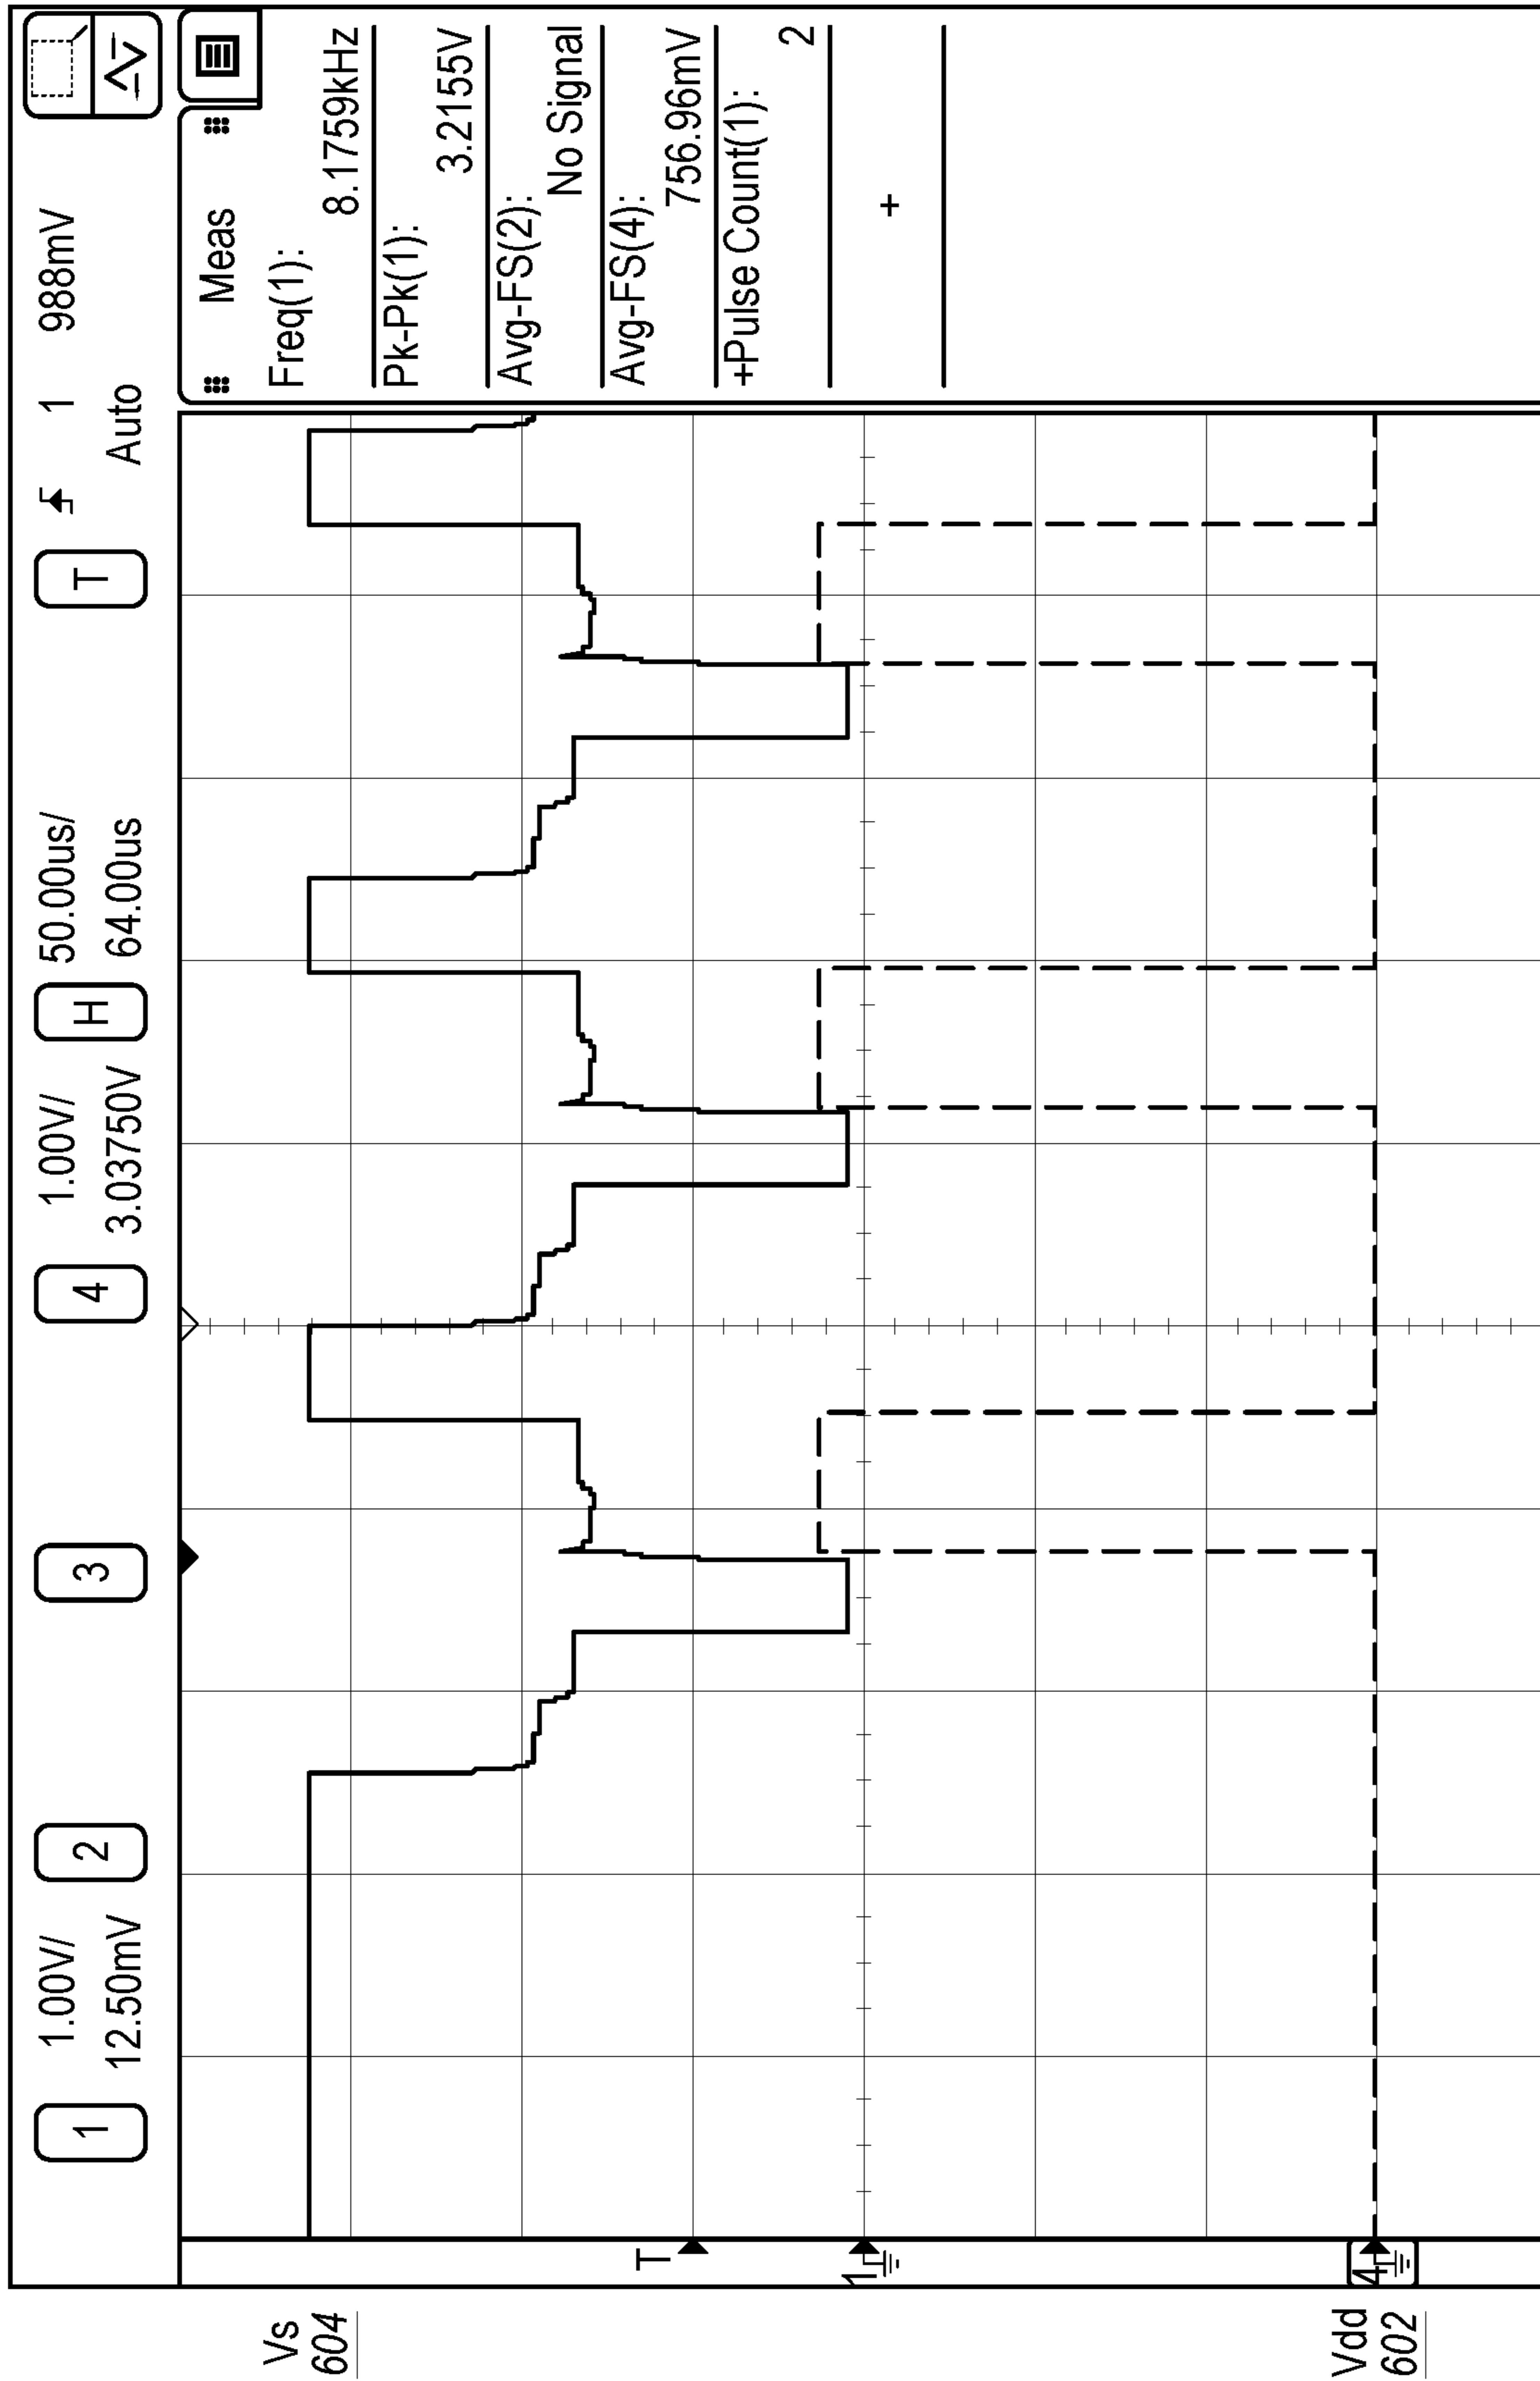 1
1.00V/
12.50mV
2
3
4
1.00V/
3.03750V
H
50.00us/
64.00us
T
1
988mV
Auto
Meas
Freq(1):
8.1759kHz
Pk-Pk(1):
3.2155V
Avg-FS(2):
No Signal
Avg-FS(4):
756.96mV
+Pulse Count(1):
2
+
Vs
604
T
1
4
Vdd
602